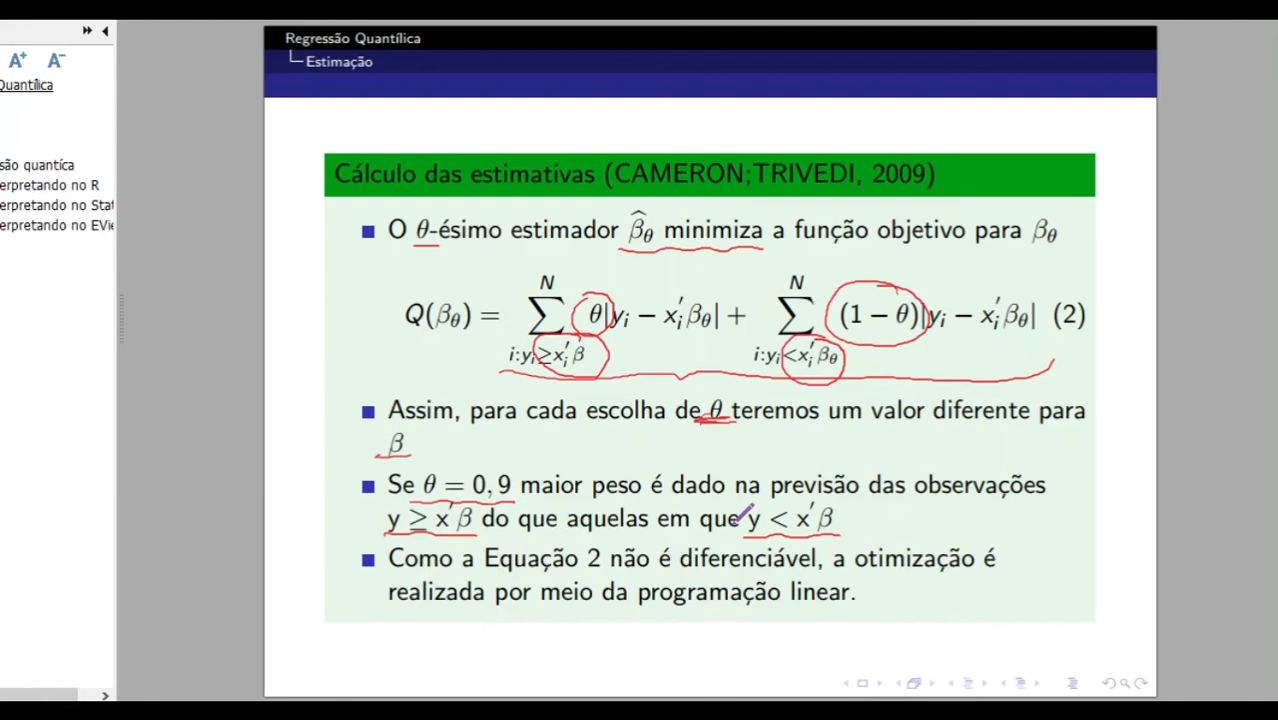 Regressão Quantílica
Estimação
A+ A-
Quantílica
são quantíca
erpretando no R
erpretando no Stat
erpretando no EVie
Cálculo das estimativas (CAMERON;TRIVEDI, 2009)
O θ-ésimo estimador β̂θ minimiza a função objetivo para βθ
Q(βθ) = ∑_{i:yi≥x'iβ}^{N} θ|yi − x'iβθ| + ∑_{i:yi<x'iβθ}^{N} (1 − θ)|yi − x'iβθ| (2)
Assim, para cada escolha de θ teremos um valor diferente para
β
Se θ = 0, 9 maior peso é dado na previsão das observações
y ≥ x'β do que aquelas em que y < x'β
Como a Equação 2 não é diferenciável, a otimização é
realizada por meio da programação linear.